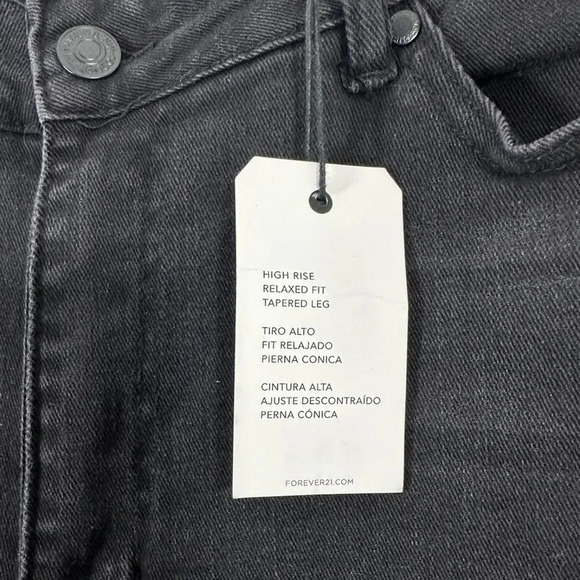 HIGH RISE
RELAXED FIT
TAPERED LEG
TIRO ALTO
FIT RELAJADO
PIERNA CONICA
CINTURA ALTA
AJUSTE DESCONTRAÍDO
PERNA CÓNICA
FOREVER21.COM